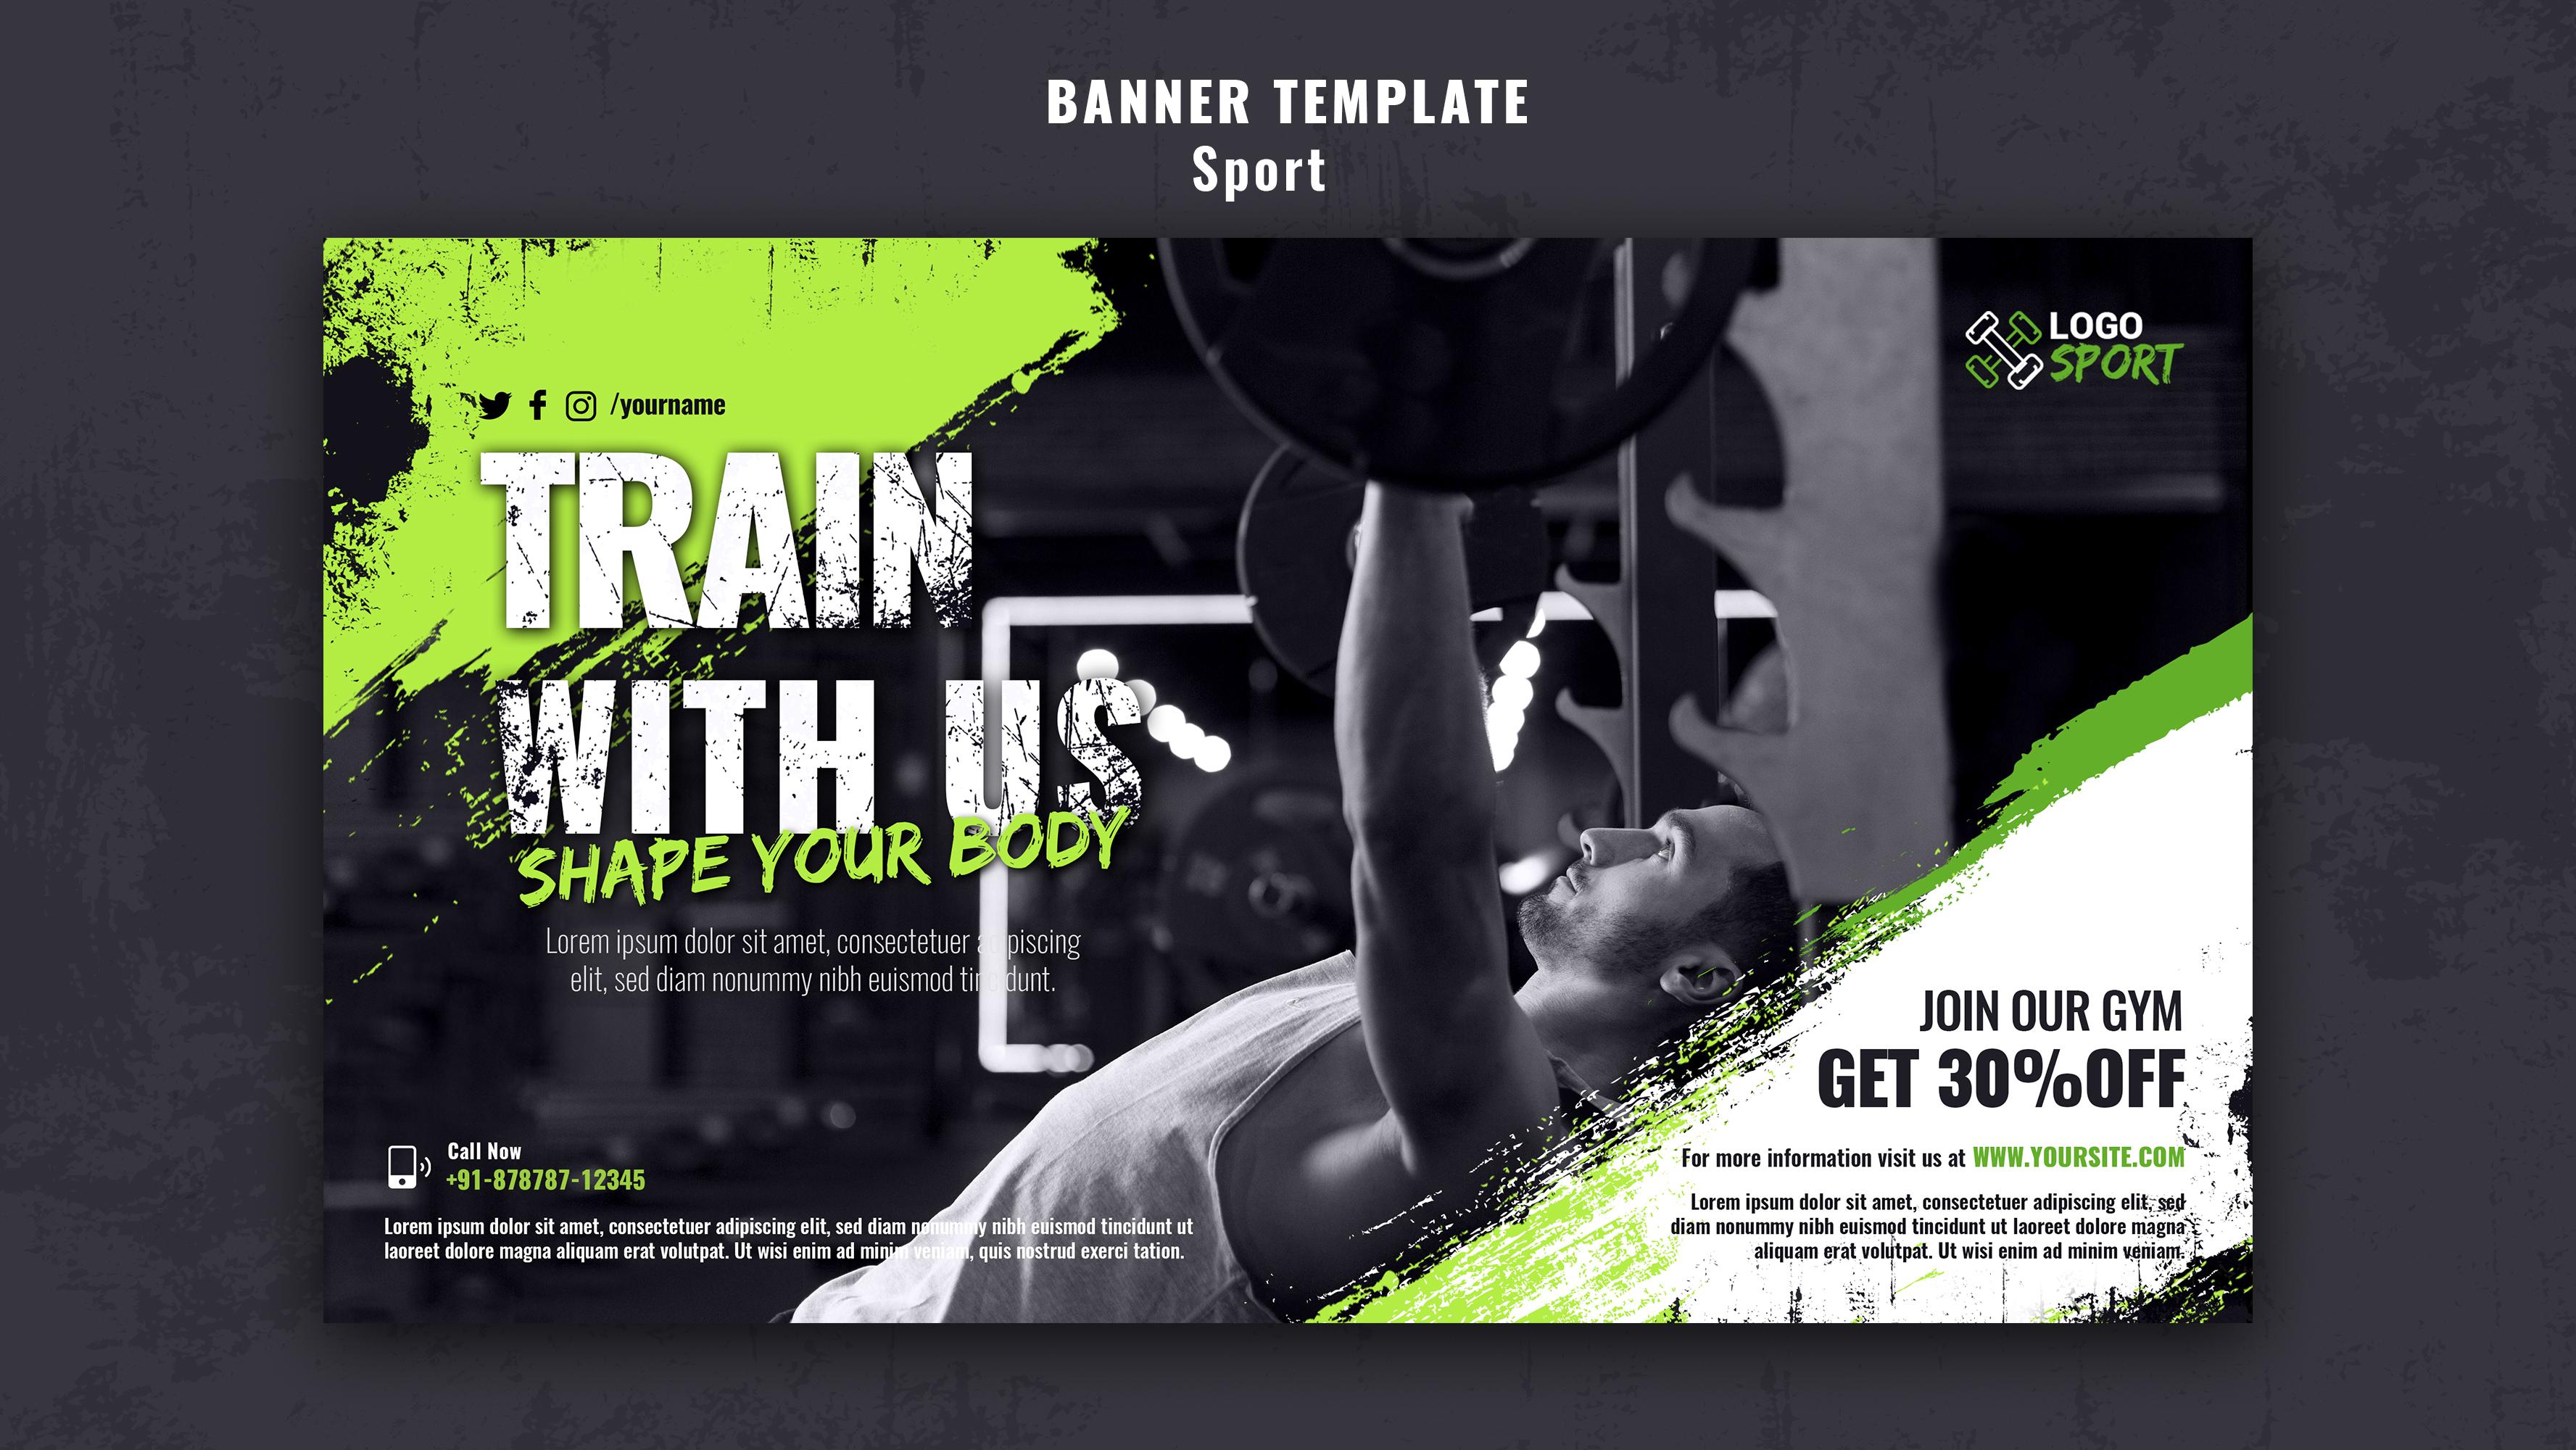 BANNER TEMPLATE
Sport
LOGO
SPORT
/yourname
TRAIN
WITH US
SHAPE YOUR BODY
Lorem ipsum dolor sit amet, consectetuer adipiscing
elit, sed diam nonummy nibh euismod tincidunt.
JOIN OUR GYM
GET 30%OFF
For more information visit us at WWW.YOURSITE.COM
Lorem ipsum dolor sit amet, consectetuer adipiscing elit, sed
diam nonummy nibh euismod tincidunt ut laoreet dolore magna
aliquam erat volutpat. Ut wisi enim ad minim veniam.
Call Now
+91-878787-12345
Lorem ipsum dolor sit amet, consectetuer adipiscing elit, sed diam nonummy nibh euismod tincidunt ut
laoreet dolore magna aliquam erat volutpat. Ut wisi enim ad minim veniam, quis nostrud exerci tation.